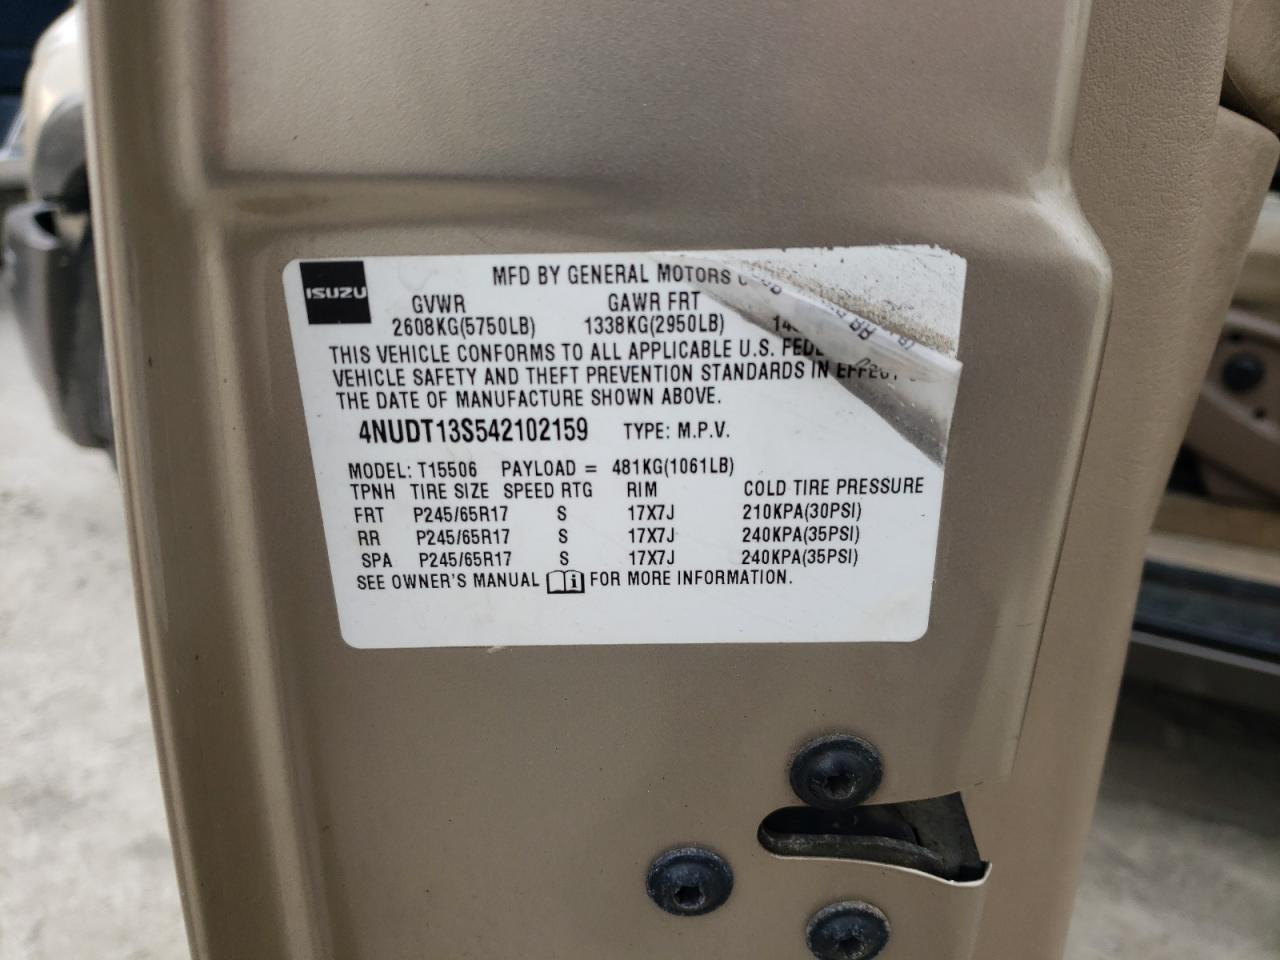 ISUZU
MFD BY GENERAL MOTORS
GVWR GAWR FRT
2608KG(5750LB) 1338KG(2950LB)
THIS VEHICLE CONFORMS TO ALL APPLICABLE U.S.
VEHICLE SAFETY AND THEFT PREVENTION STANDARDS IN EFFECT
THE DATE OF MANUFACTURE SHOWN ABOVE.
4NUDT13S542102159 TYPE: M.P.V.
MODEL: T15506 PAYLOAD = 481KG(1061LB)
TPNH TIRE SIZE SPEED RTG RIM COLD TIRE PRESSURE
FRT P245/65R17 S 17X7J 210KPA(30PSI)
RR P245/65R17 S 17X7J 240KPA(35PSI)
SPA P245/65R17 S 17X7J 240KPA(35PSI)
SEE OWNER'S MANUAL FOR MORE INFORMATION.